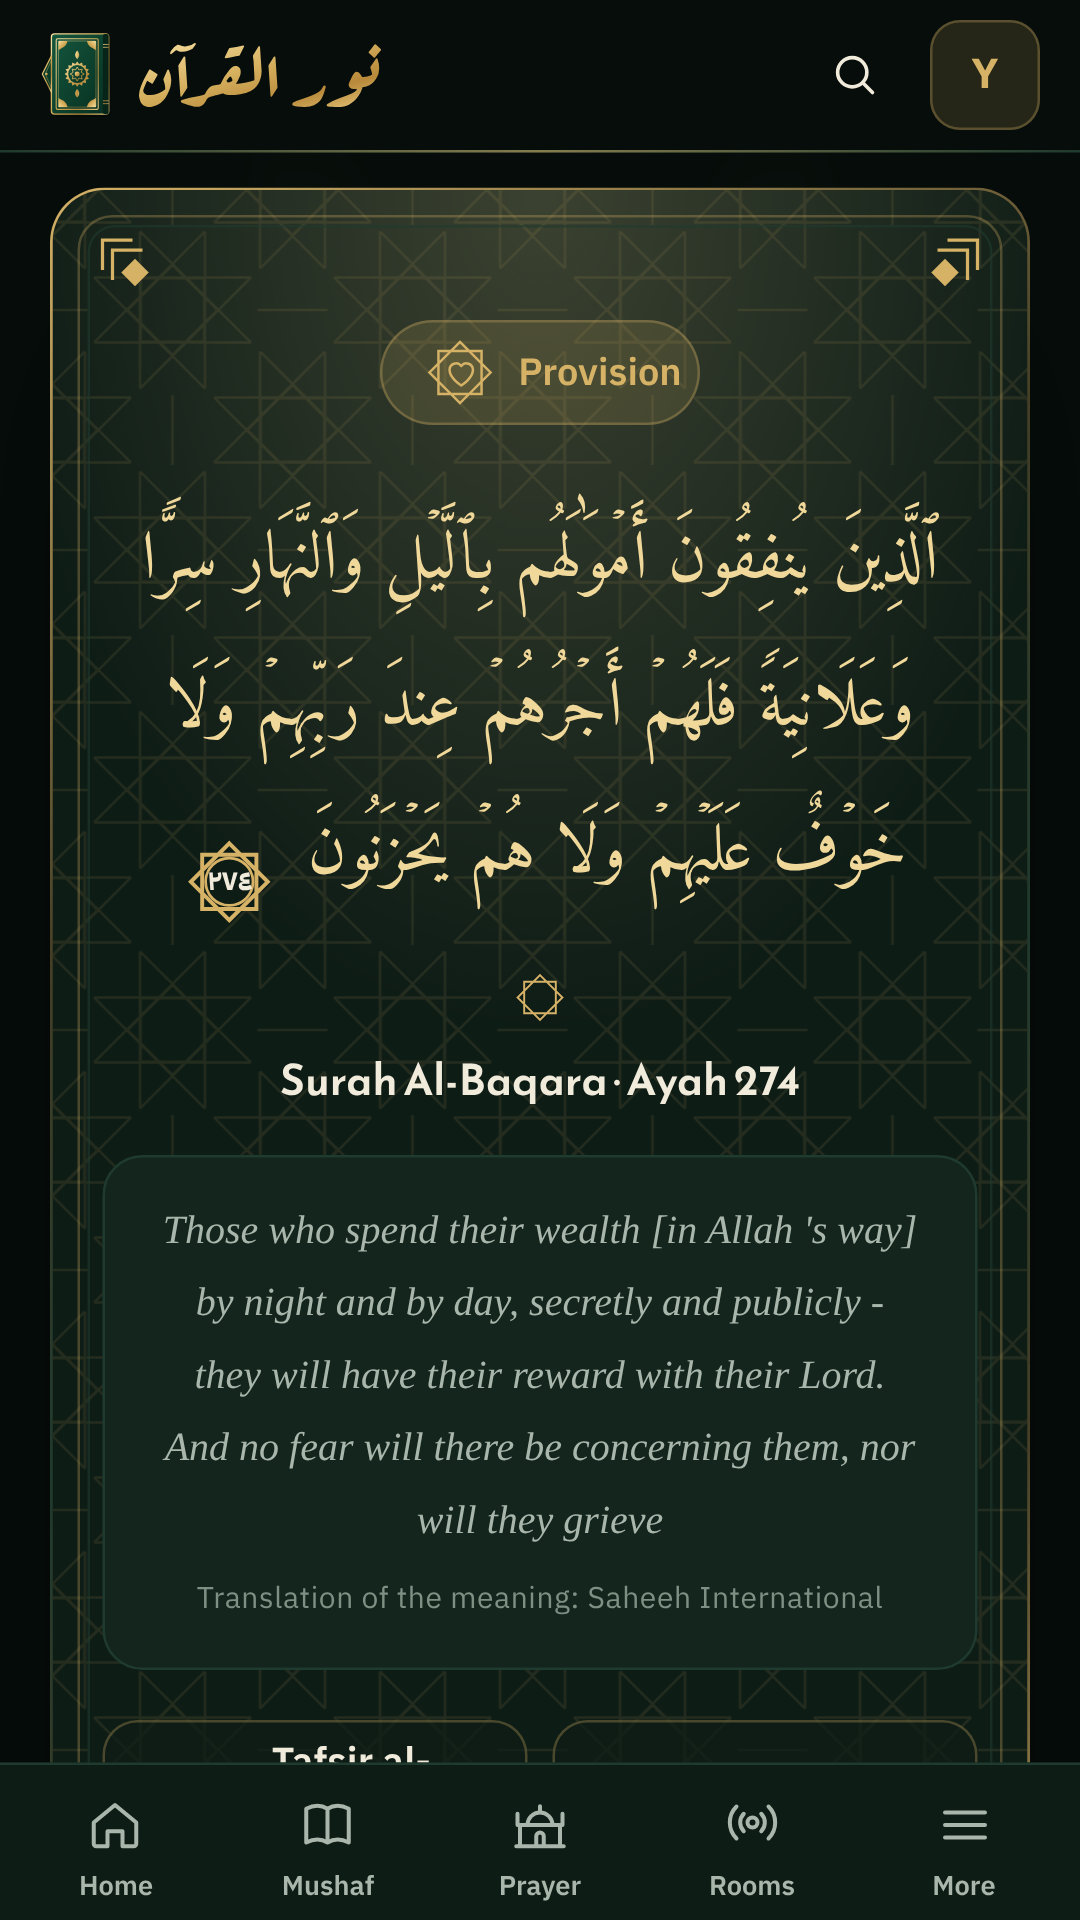 نور القرآن
Y
Provision
ٱلَّذِينَ يُنفِقُونَ أَمۡوَٰلَهُم بِٱلَّيۡلِ وَٱلنَّهَارِ سِرّٗا
وَعَلَانِيَةٗ فَلَهُمۡ أَجۡرُهُمۡ عِندَ رَبِّهِمۡ وَلَا
خَوۡفٌ عَلَيۡهِمۡ وَلَا هُمۡ يَحۡزَنُونَ ٢٧٤
Surah Al-Baqara · Ayah 274
Those who spend their wealth [in Allah 's way]
by night and by day, secretly and publicly -
they will have their reward with their Lord.
And no fear will there be concerning them, nor
will they grieve
Translation of the meaning: Saheeh International
Tafsir al-
Home Mushaf Prayer Rooms More